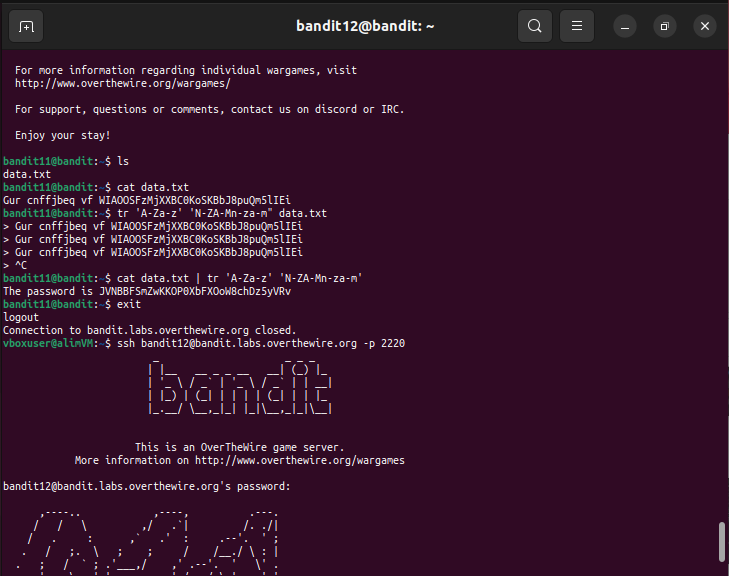 bandit12@bandit: ~
For more information regarding individual wargames, visit
http://www.overthewire.org/wargames/
For support, questions or comments, contact us on discord or IRC.
Enjoy your stay!
bandit11@bandit:~$ ls
data.txt
bandit11@bandit:~$ cat data.txt
Gur cnffjbeq vf WIAOOSFzMjXXBC0KoSKBbJ8puQm5lIEi
bandit11@bandit:~$ tr 'A-Za-z' 'N-ZA-Mn-za-m" data.txt
> Gur cnffjbeq vf WIAOOSFzMjXXBC0KoSKBbJ8puQm5lIEi
> Gur cnffjbeq vf WIAOOSFzMjXXBC0KoSKBbJ8puQm5lIEi
> Gur cnffjbeq vf WIAOOSFzMjXXBC0KoSKBbJ8puQm5lIEi
> ^C
bandit11@bandit:~$ cat data.txt | tr 'A-Za-z' 'N-ZA-Mn-za-m'
The password is JVNBBFSmZwKKOP0XbFXOoW8chDz5yVRv
bandit11@bandit:~$ exit
logout
Connection to bandit.labs.overthewire.org closed.
vboxuser@alimVM:~$ ssh bandit12@bandit.labs.overthewire.org -p 2220
bandit
This is an OverTheWire game server.
More information on http://www.overthewire.org/wargames
bandit12@bandit.labs.overthewire.org's password: